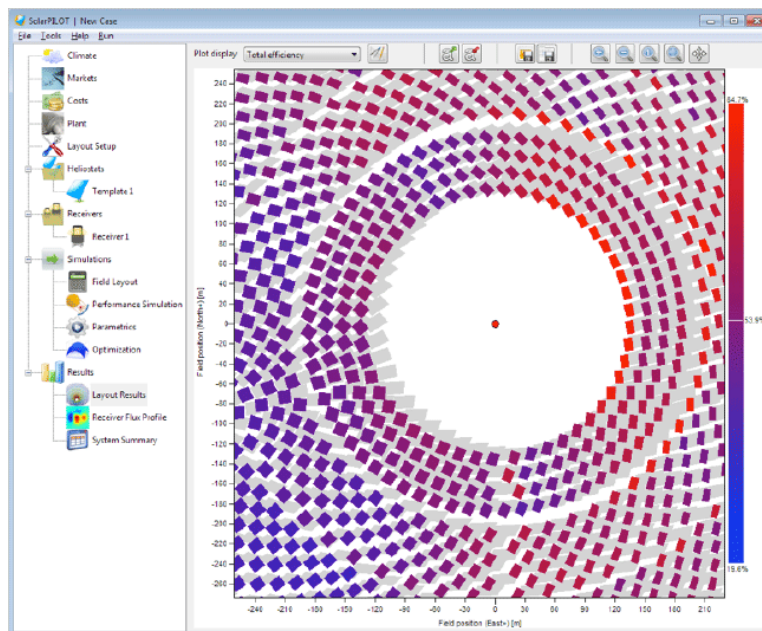 SolarPILOT | New Case
File Tools Help Run
Climate
Markets
Costs
Plant
Layout Setup
Heliostats
Template 1
Receivers
Receiver 1
Simulations
Field Layout
Performance Simulation
Parametrics
Optimization
Results
Layout Results
Receiver Flux Profile
System Summary
Plot display
Total efficiency
Field position (North+) [m]
240
220
200
180
160
140
120
100
80
60
40
20
0
-20
-40
-60
-80
-100
-120
-140
-160
-180
-200
-220
-240
-260
-240 -210 -180 -150 -120 -90 -60 -30 0 30 60 90 120 150 180 210
Field position (East+) [m]
53.9%